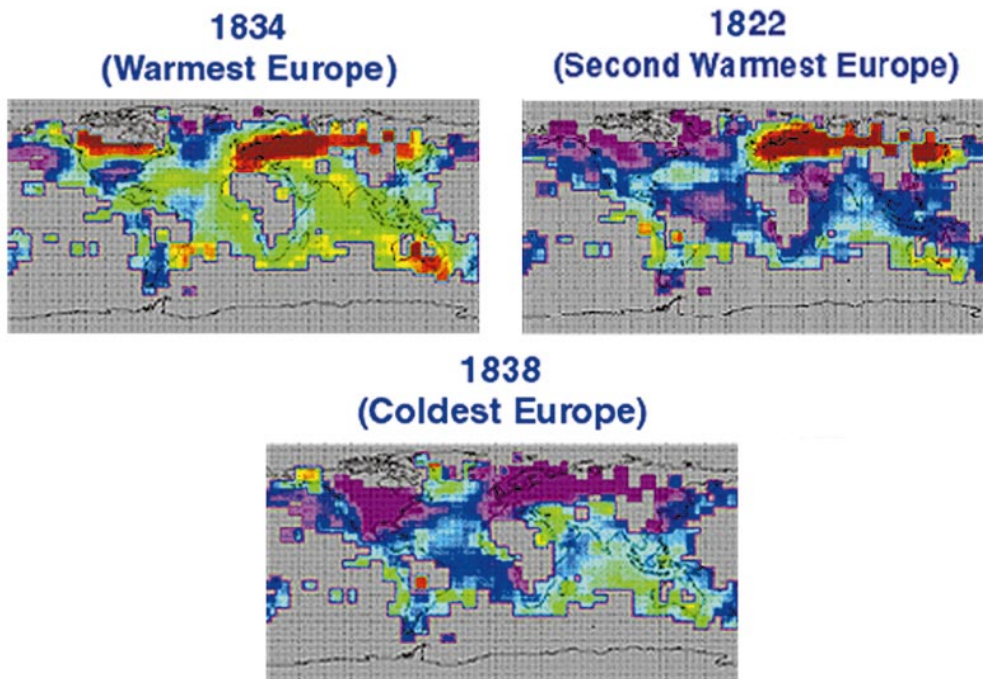 1834
(Warmest Europe)
1822
(Second Warmest Europe)
1838
(Coldest Europe)